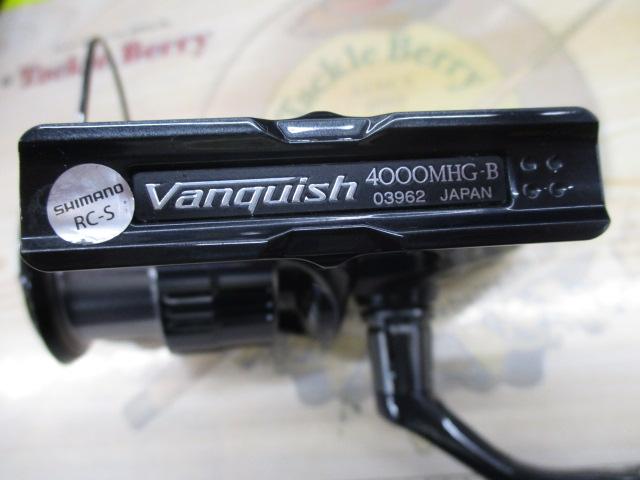 Tackle Berry
Tackle Berry
SHIMANO
RC-S
Vanquish
4000MHG-B
03962 JAPAN